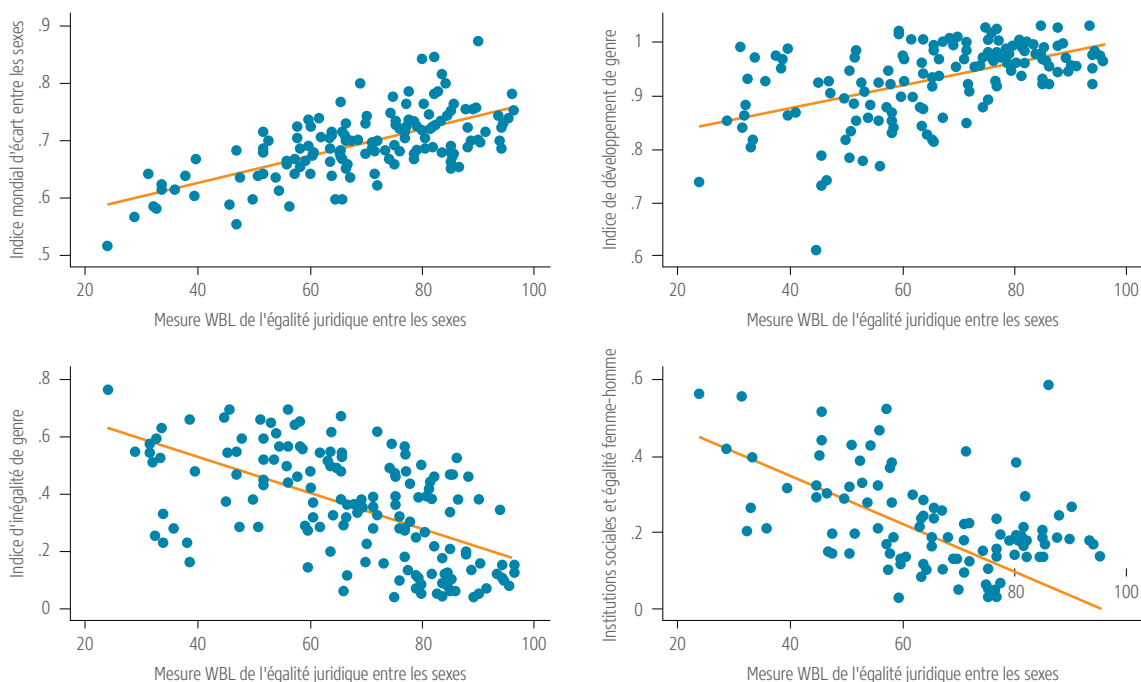 Indice mondial d'écart entre les sexes
.9
.8
.7
.6
.5
20 40 60 80 100
Mesure WBL de l'égalité juridique entre les sexes
Indice de développement de genre
1
.9
.8
.7
.6
20 40 60 80 100
Mesure WBL de l'égalité juridique entre les sexes
Indice d'inégalité de genre
.8
.6
.4
.2
0
20 40 60 80 100
Mesure WBL de l'égalité juridique entre les sexes
Institutions sociales et égalité femme-homme
.6
.4
.2
0
20 40 60 80 100
Mesure WBL de l'égalité juridique entre les sexes